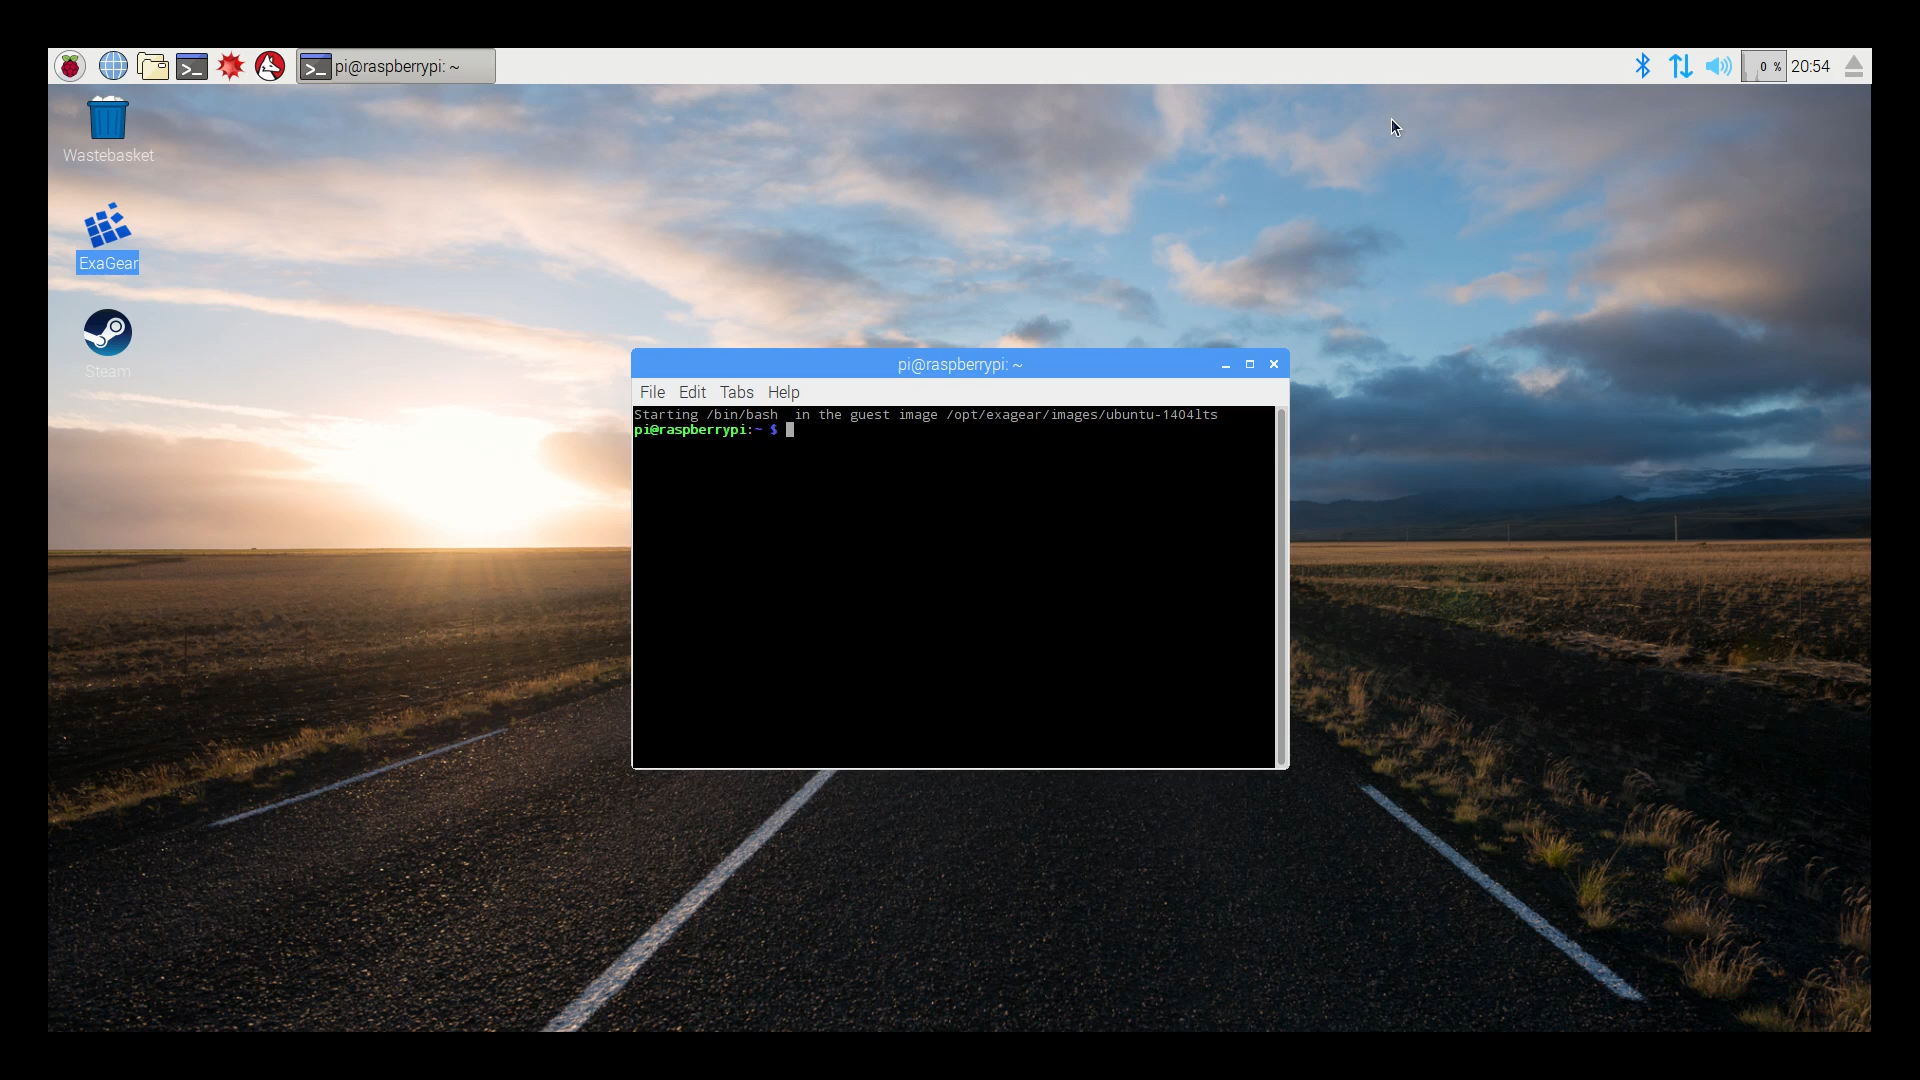 pi@raspberrypi: ~
0 %
20:54
Wastebasket
ExaGear
Steam
pi@raspberrypi: ~
File Edit Tabs Help
Starting /bin/bash  in the guest image /opt/exagear/images/ubuntu-1404lts
pi@raspberrypi:~ $